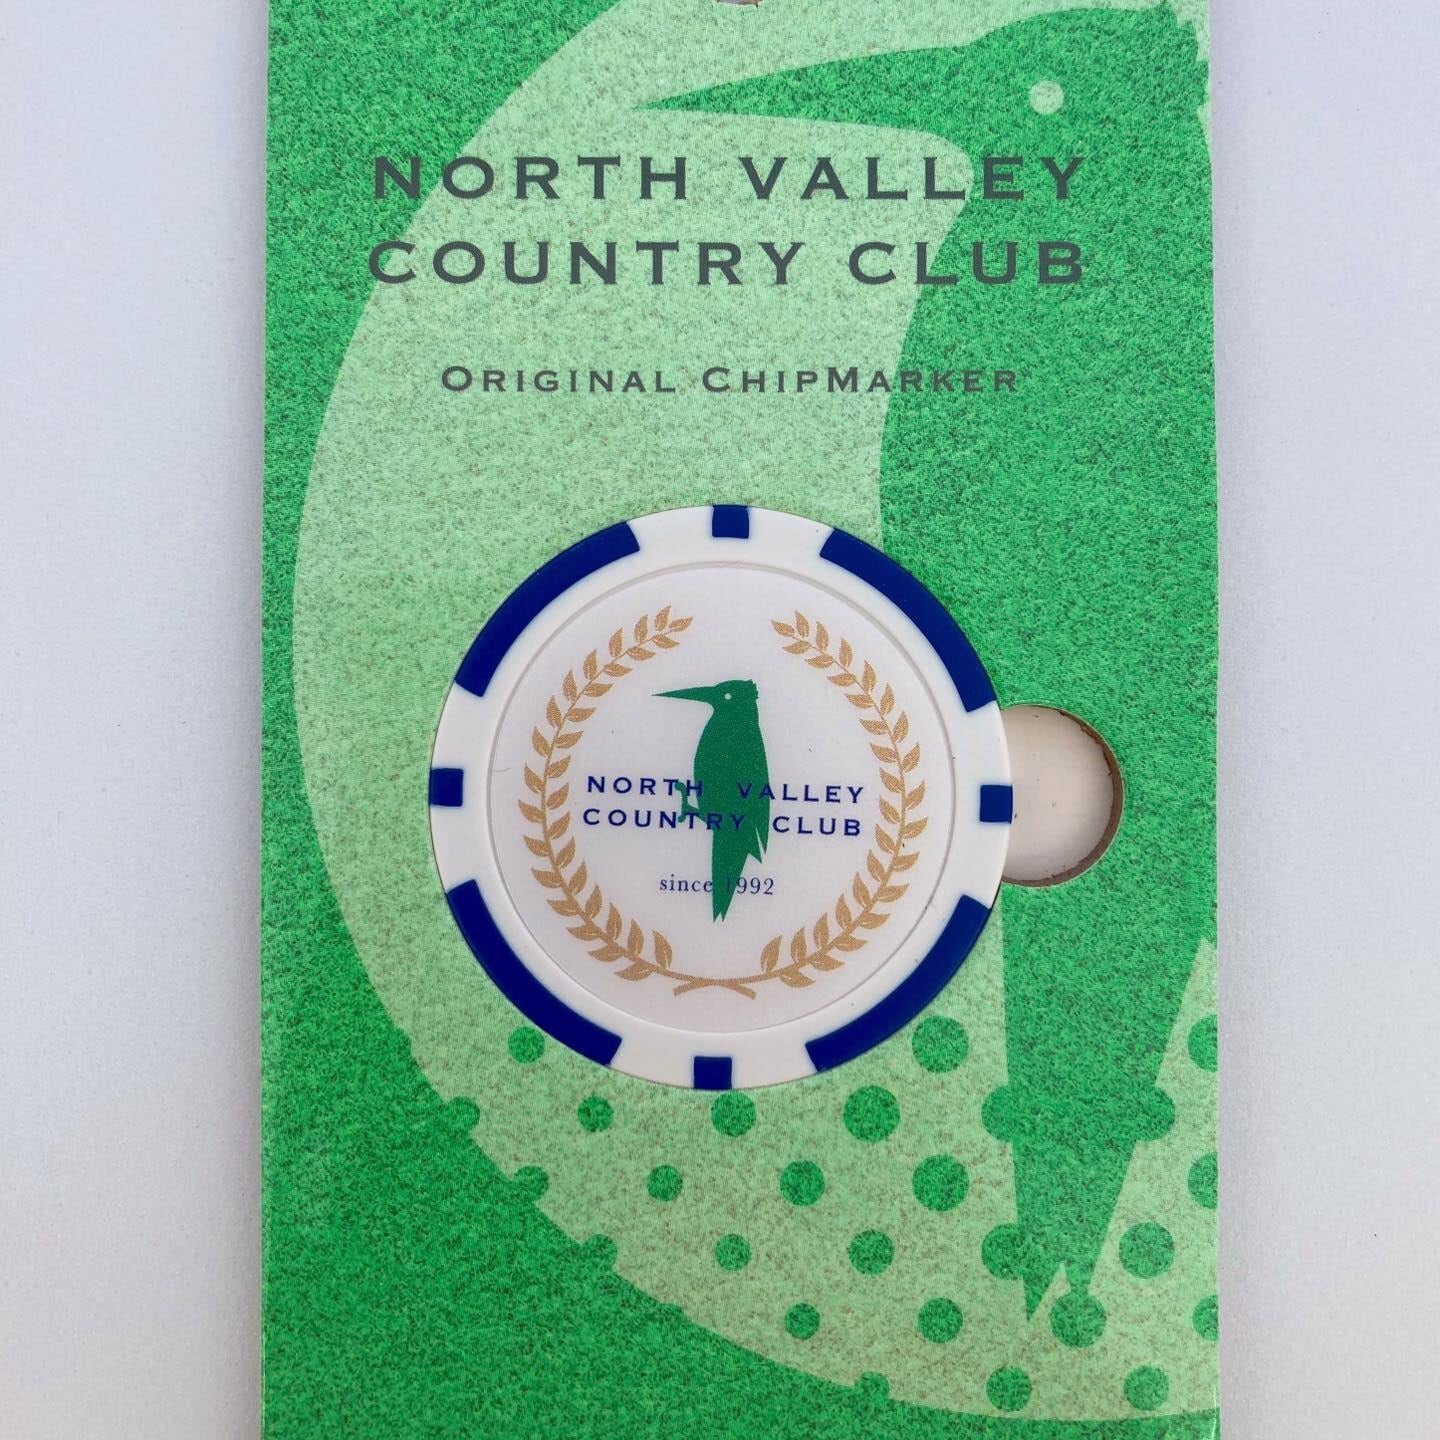 NORTH VALLEY
COUNTRY CLUB
ORIGINAL CHIPMARKER
NORTH VALLEY
COUNTRY CLUB
since 1992